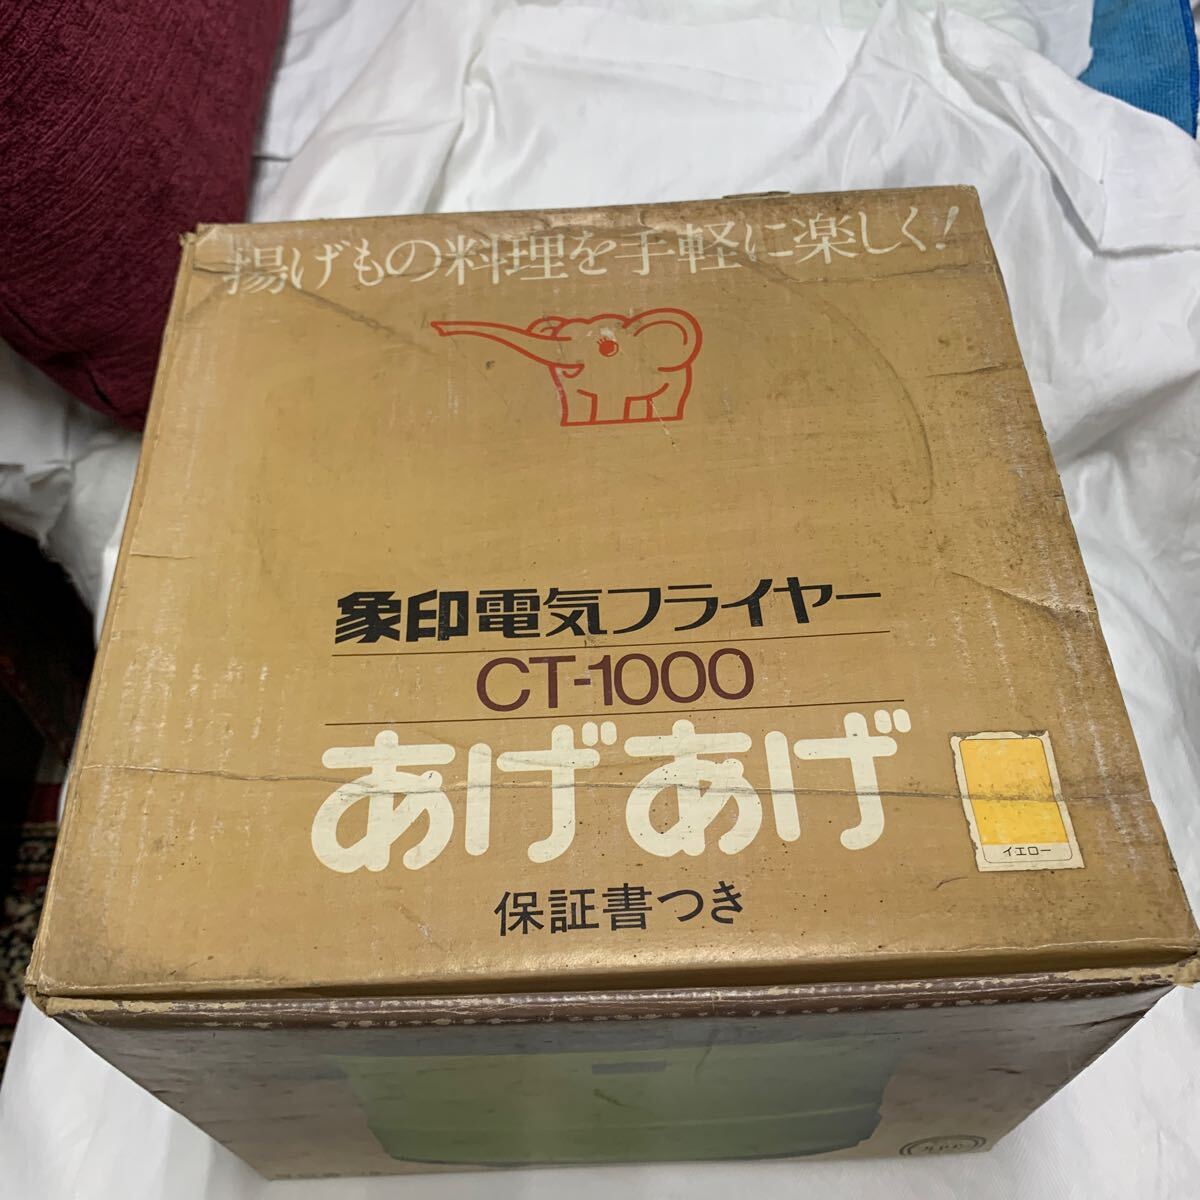 揚げもの料理を手軽に楽しく!
象印電気フライヤー
CT-1000
あげあげ
イエロー
保証書つき